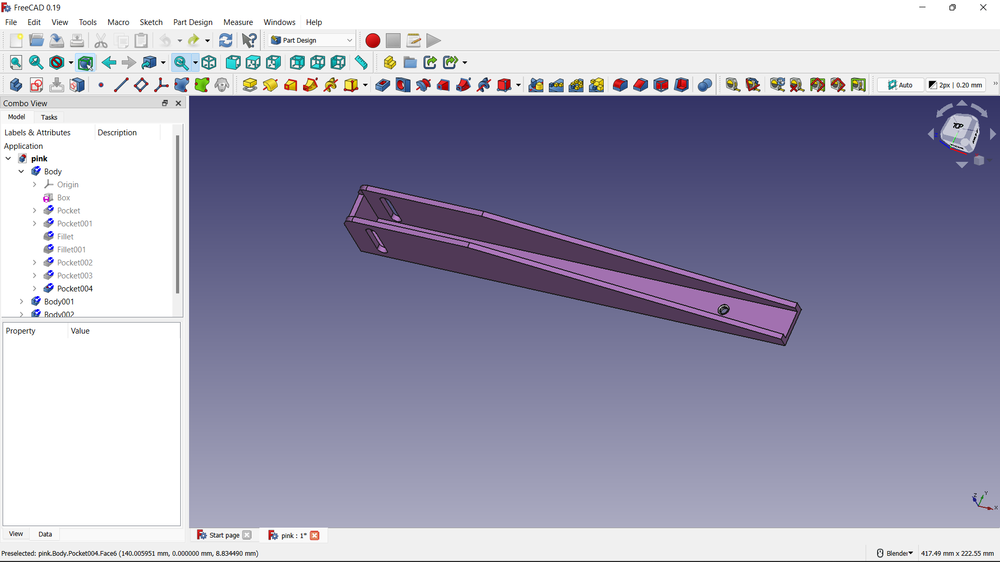 FreeCAD 0.19
File Edit View Tools Macro Sketch Part Design Measure Windows Help
Part Design
Auto 2px | 0.20 mm
Combo View
Model Tasks
Labels & Attributes Description
Application
pink
Body
Origin
Box
Pocket
Pocket001
Fillet
Fillet001
Pocket002
Pocket003
Pocket004
Body001
Body002
Property Value
View Data
TOP
Z
Z Y X
Start page pink : 1*
Preselected: pink.Body.Pocket004.Face6 (140.005951 mm, 0.000000 mm, 8.834490 mm)
Blender 417.49 mm x 222.55 mm